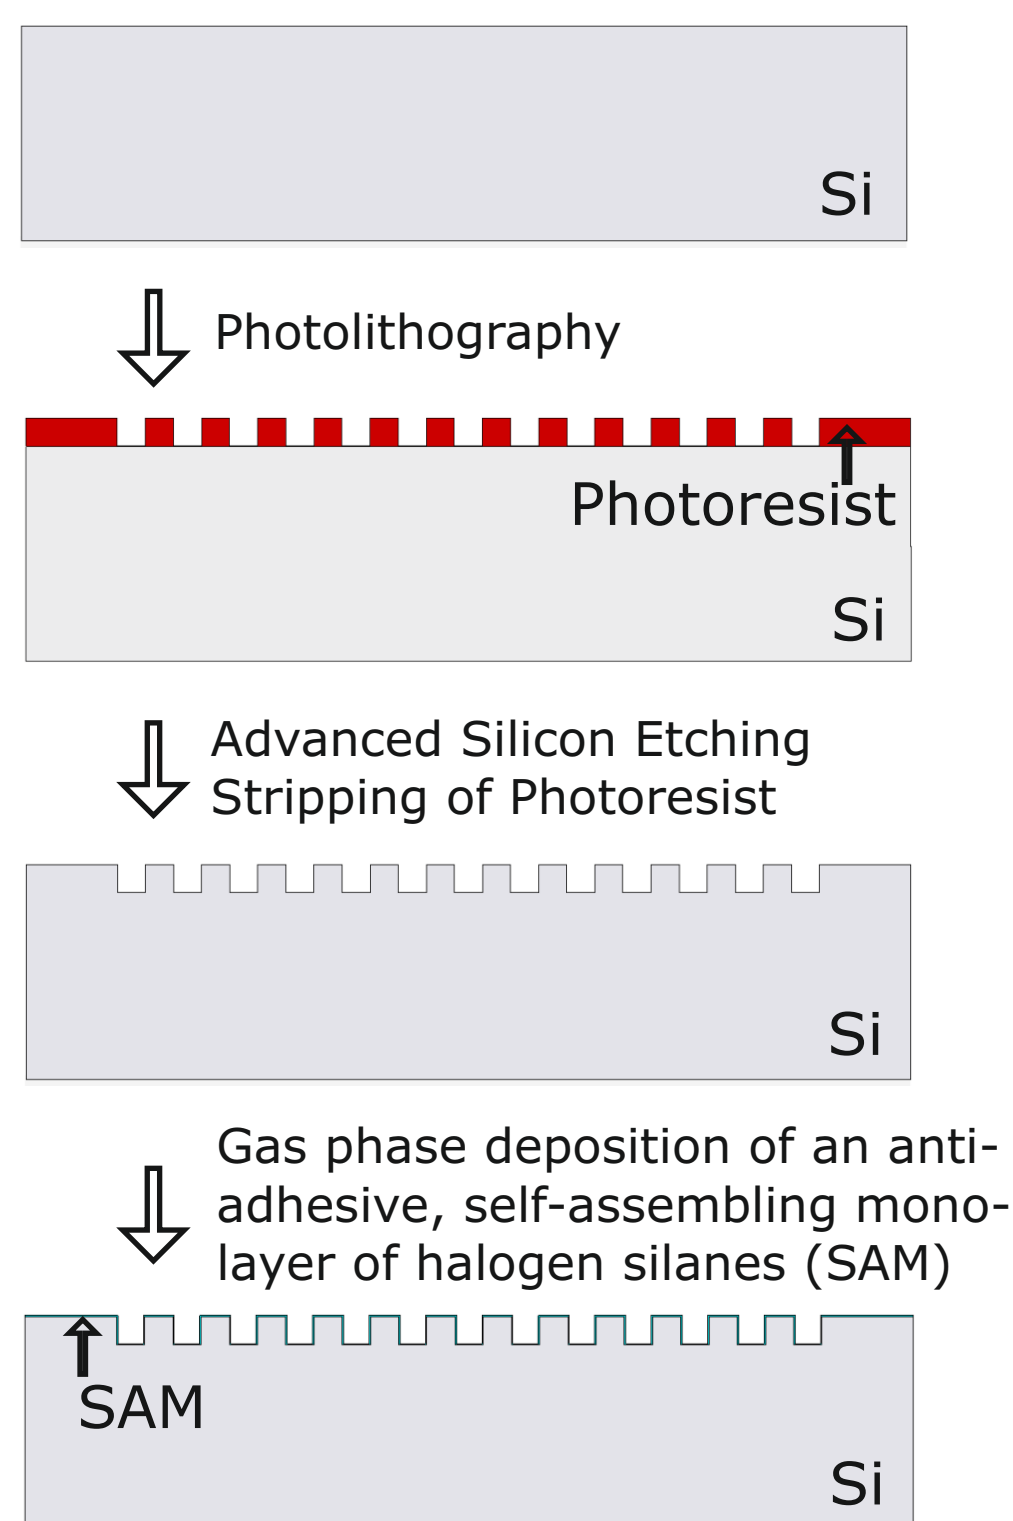 Si
Photolithography
Photoresist
Si
Advanced Silicon Etching
Stripping of Photoresist
Si
Gas phase deposition of an anti-
adhesive, self-assembling mono-
layer of halogen silanes (SAM)
SAM
Si